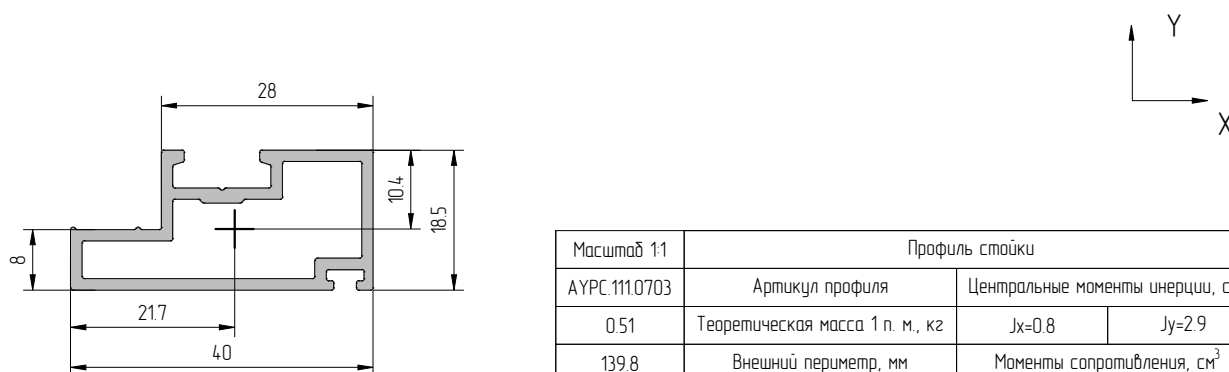 Y
X
28
10.4
18.5
8
21.7
40
Масштаб 1:1 Профиль стойки
AYPC.111.0703 Артикул профиля Центральные моменты инерции, с
0.51 Теоретическая масса 1 п. м., кг Jx=0.8 Jy=2.9
139.8 Внешний периметр, мм Моменты сопротивления, см³